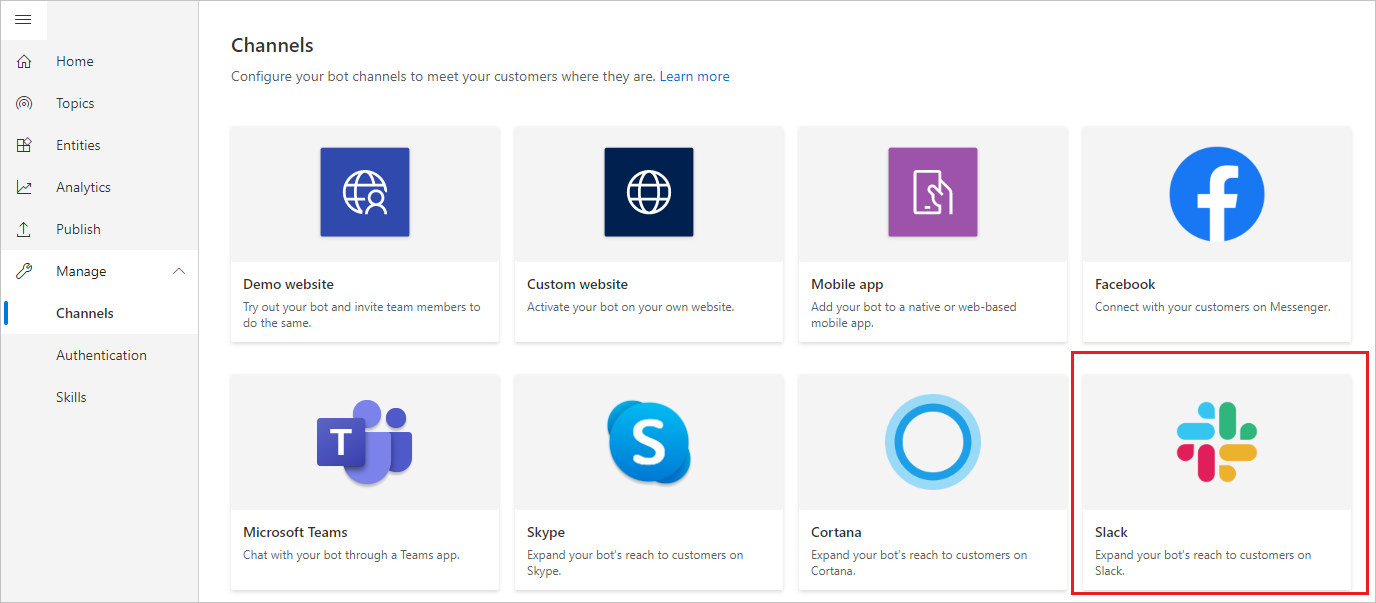 Home
Topics
Entities
Analytics
Publish
Manage
Channels
Authentication
Skills
Channels
Configure your bot channels to meet your customers where they are. Learn more
Demo website
Try out your bot and invite team members to
do the same.
Custom website
Activate your bot on your own website.
Mobile app
Add your bot to a native or web-based
mobile app.
Facebook
Connect with your customers on Messenger.
T
Microsoft Teams
Chat with your bot through a Teams app.
S
Skype
Expand your bot's reach to customers on
Skype.
Cortana
Expand your bot's reach to customers on
Cortana.
Slack
Expand your bot's reach to customers on
Slack.